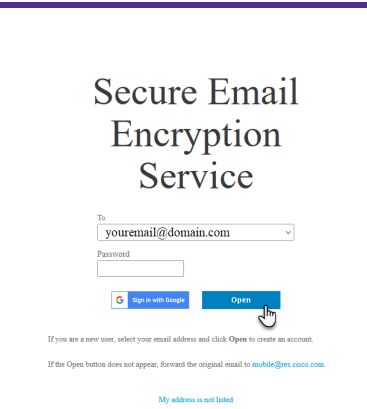 Secure Email
Encryption
Service
To
youremail@domain.com
Password
G Sign in with Google
Open
If you are a new user, select your email address and click Open to create an account.
If the Open button does not appear, forward the original email to mobile@res.cisco.com.
My address is not listed